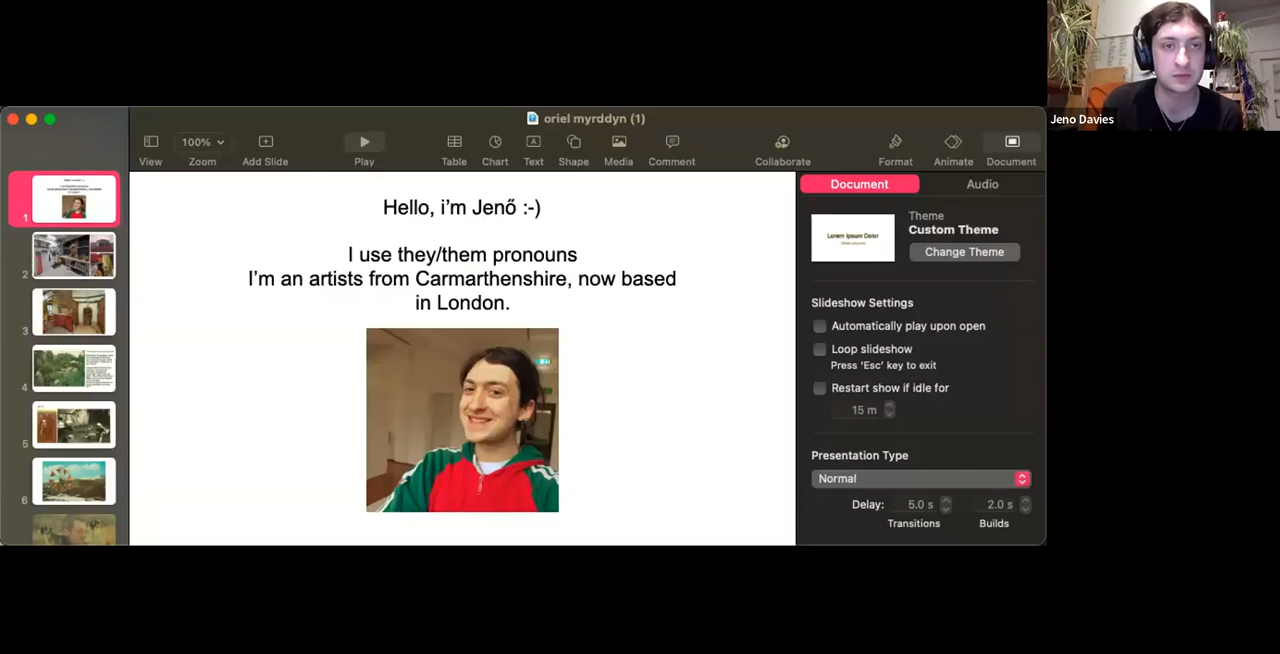 Jeno Davies
oriel myrddyn (1)
100%
View
Zoom
Add Slide
Play
Table
Chart
Text
Shape
Media
Comment
Collaborate
Format
Animate
Document
Hello, i’m Jenő :-)
I use they/them pronouns
I’m an artists from Carmarthenshire, now based
in London.
1
2
3
4
5
6
Document
Audio
Lorem Ipsum Dolor
Theme
Custom Theme
Change Theme
Slideshow Settings
Automatically play upon open
Loop slideshow
Press ‘Esc’ key to exit
Restart show if idle for
15 m
Presentation Type
Normal
Delay:
5.0 s
2.0 s
Transitions
Builds